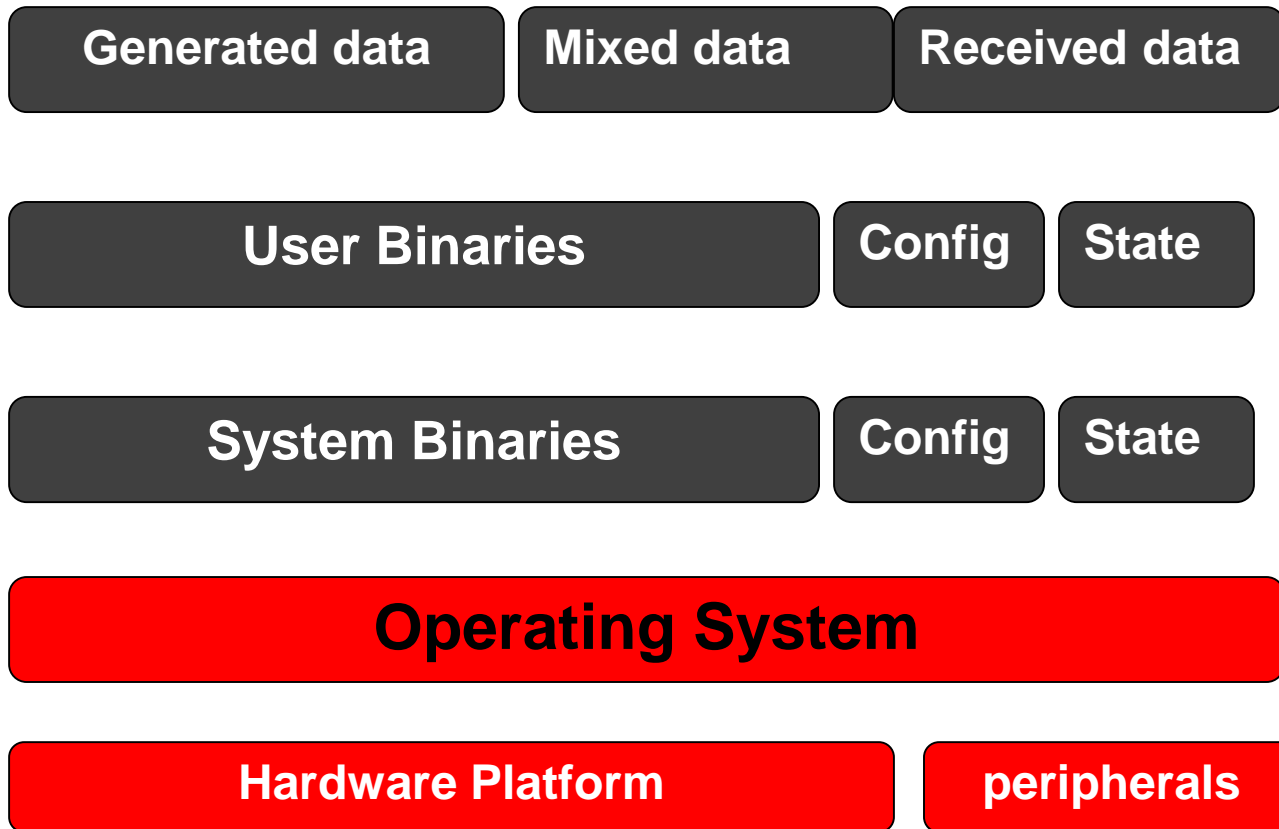 Generated data Mixed data Received data
User Binaries Config State
System Binaries Config State
Operating System
Hardware Platform peripherals